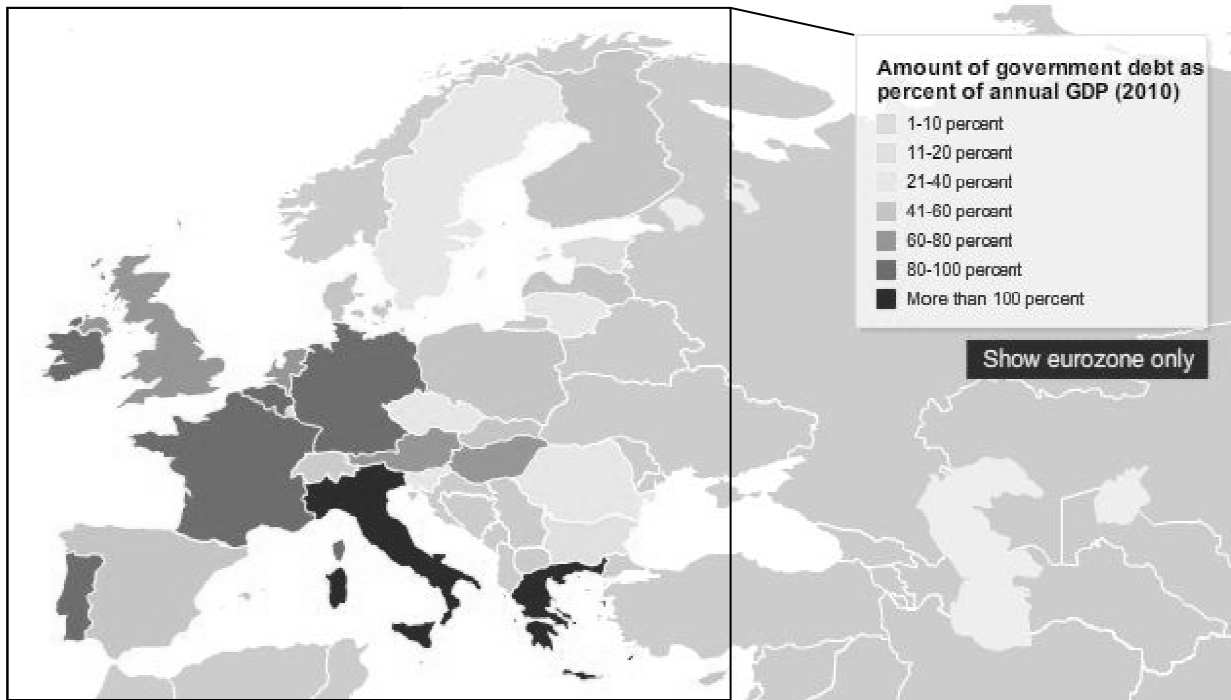 Amount of government debt as
percent of annual GDP (2010)
1-10 percent
11-20 percent
21-40 percent
41-60 percent
60-80 percent
80-100 percent
More than 100 percent
Show eurozone only